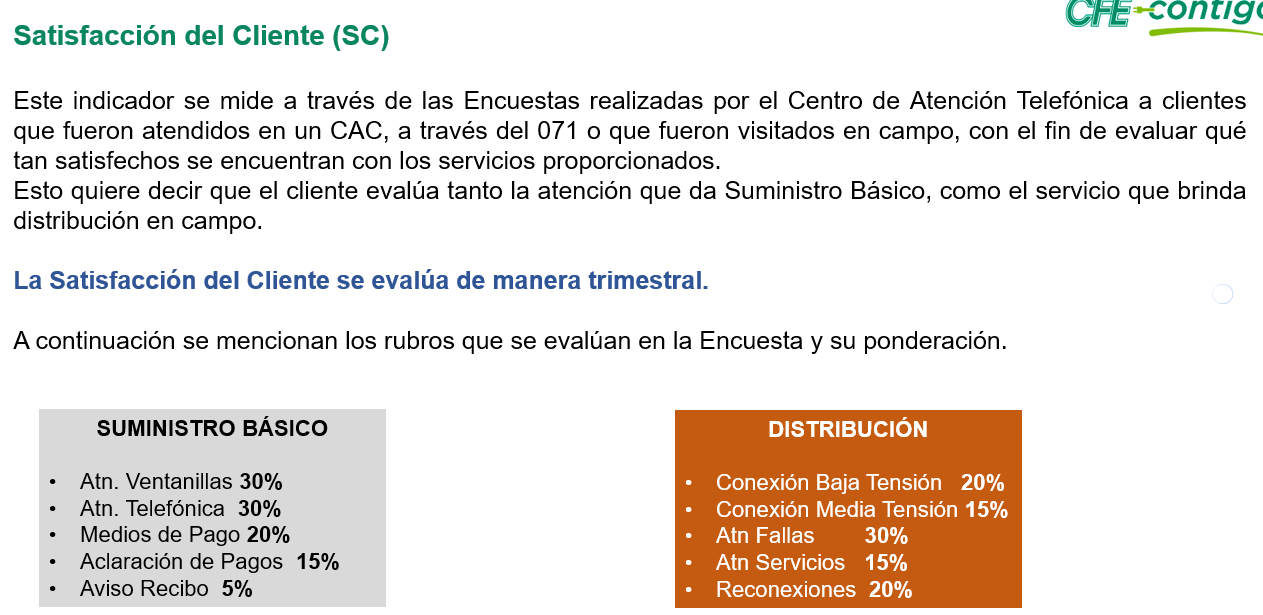 CFE contigo
Satisfacción del Cliente (SC)
Este indicador se mide a través de las Encuestas realizadas por el Centro de Atención Telefónica a clientes
que fueron atendidos en un CAC, a través del 071 o que fueron visitados en campo, con el fin de evaluar qué
tan satisfechos se encuentran con los servicios proporcionados.
Esto quiere decir que el cliente evalúa tanto la atención que da Suministro Básico, como el servicio que brinda
distribución en campo.
La Satisfacción del Cliente se evalúa de manera trimestral.
A continuación se mencionan los rubros que se evalúan en la Encuesta y su ponderación.
SUMINISTRO BÁSICO
• Atn. Ventanillas 30%
• Atn. Telefónica 30%
• Medios de Pago 20%
• Aclaración de Pagos 15%
• Aviso Recibo 5%
DISTRIBUCIÓN
• Conexión Baja Tensión 20%
• Conexión Media Tensión 15%
• Atn Fallas 30%
• Atn Servicios 15%
• Reconexiones 20%